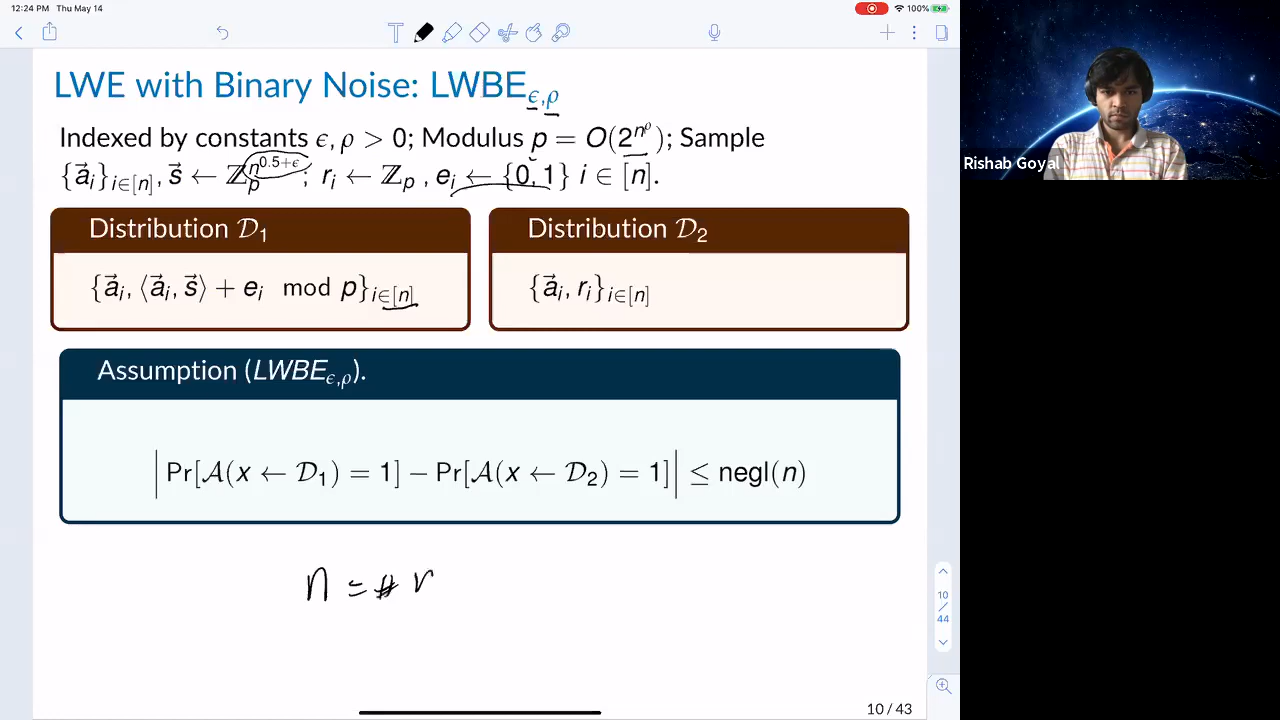 12:24 PM Thu May 14
100%
LWE with Binary Noise: LWBE_{ϵ,ρ}
Indexed by constants ϵ, ρ > 0; Modulus p = O(2^{n^ρ}); Sample
{a⃗_i}_{i∈[n]}, s⃗ ← ℤ_p^{n^{0.5+ϵ}}; r_i ← ℤ_p, e_i ← {0, 1} i ∈ [n].
Distribution 𝒟_1
{a⃗_i, ⟨a⃗_i, s⃗⟩ + e_i mod p}_{i∈[n]}
Distribution 𝒟_2
{a⃗_i, r_i}_{i∈[n]}
Assumption (LWBE_{ϵ,ρ}).
|Pr[𝒜(x ← 𝒟_1) = 1] − Pr[𝒜(x ← 𝒟_2) = 1]| ≤ negl(n)
n = #
10
/
44
10 / 43
Rishab Goyal